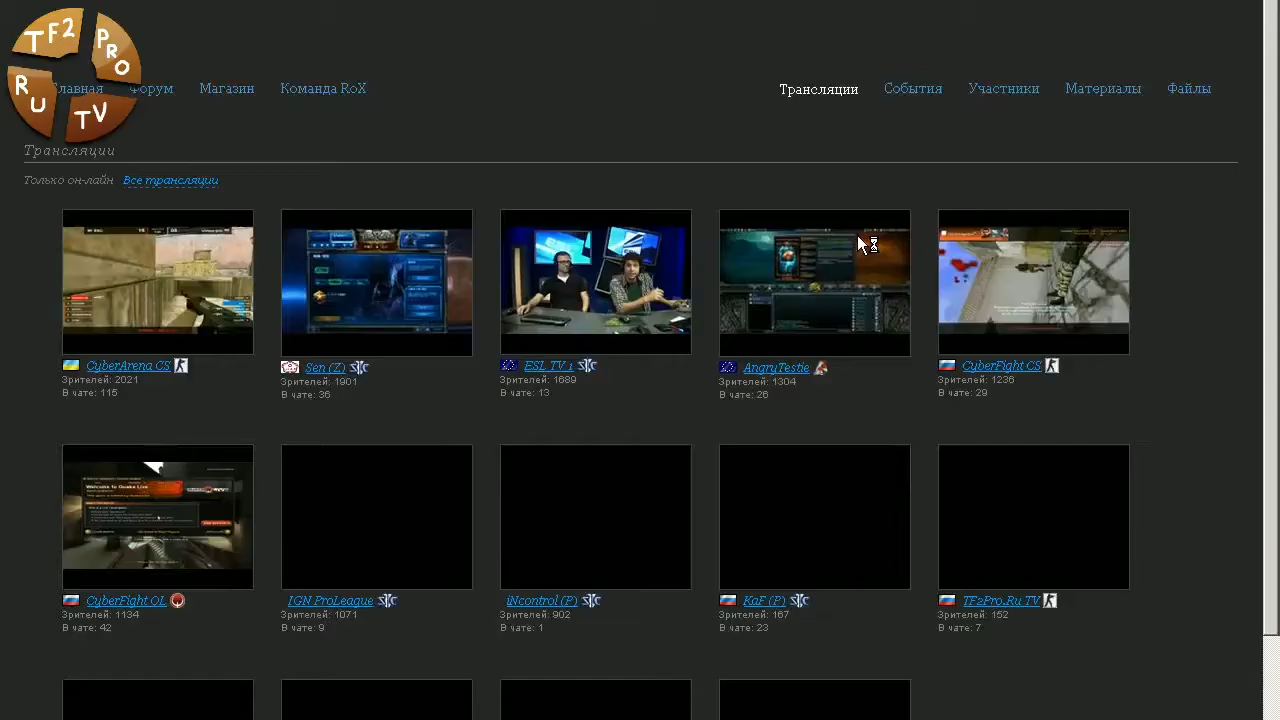 TF2
PRO
RU
TV
Главная Форум Магазин Команда RoX
Трансляции События Участники Материалы Файлы
Трансляции
Только он-лайн Все трансляции
CyberArena CS
Зрителей: 2021
В чате: 115
Sen (Z)
Зрителей: 1901
В чате: 36
ESL TV 1
Зрителей: 1689
В чате: 13
AngryTestie
Зрителей: 1304
В чате: 26
CyberFight CS
Зрителей: 1236
В чате: 29
Welcome to Quake Live
CyberFight QL
Зрителей: 1134
В чате: 42
IGN ProLeague
Зрителей: 1071
В чате: 9
iNcontrol (P)
Зрителей: 902
В чате: 1
KaF (P)
Зрителей: 167
В чате: 23
TF2Pro.Ru TV
Зрителей: 152
В чате: 7